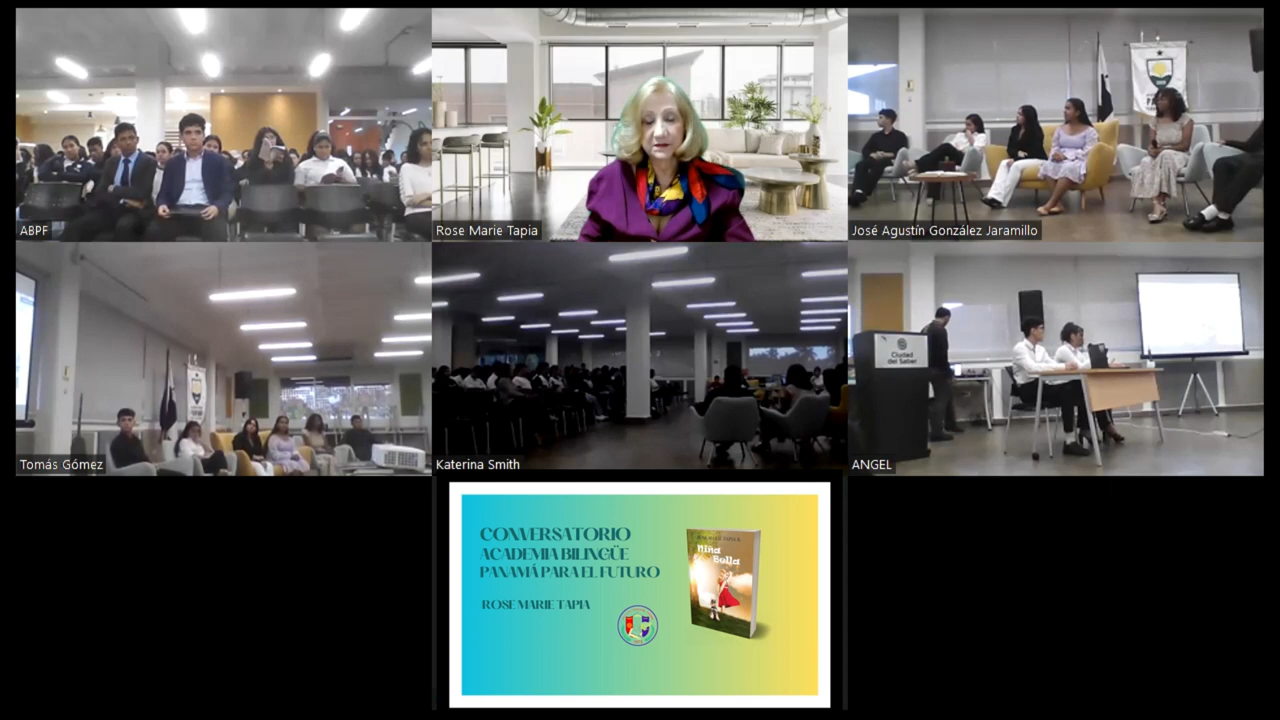 ABPF
Rose Marie Tapia
José Agustín González Jaramillo
Ciudad
del Saber
Tomás Gómez
Katerina Smith
ANGEL
CONVERSATORIO
ACADEMIA BILINGÜE
PANAMÁ PARA EL FUTURO
ROSE MARIE TAPIA
ROSE MARIE TAPIA R.
Niña
Bella